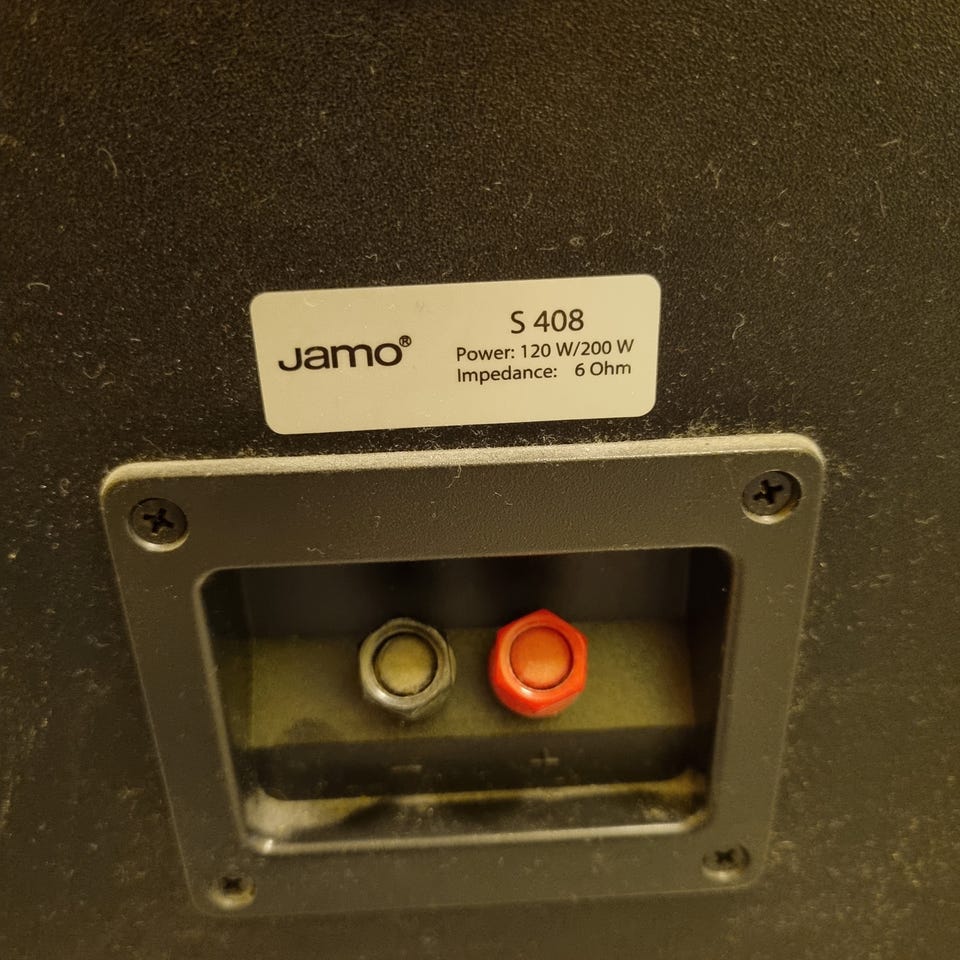 Jamo®
S 408
Power: 120 W/200 W
Impedance: 6 Ohm
- +